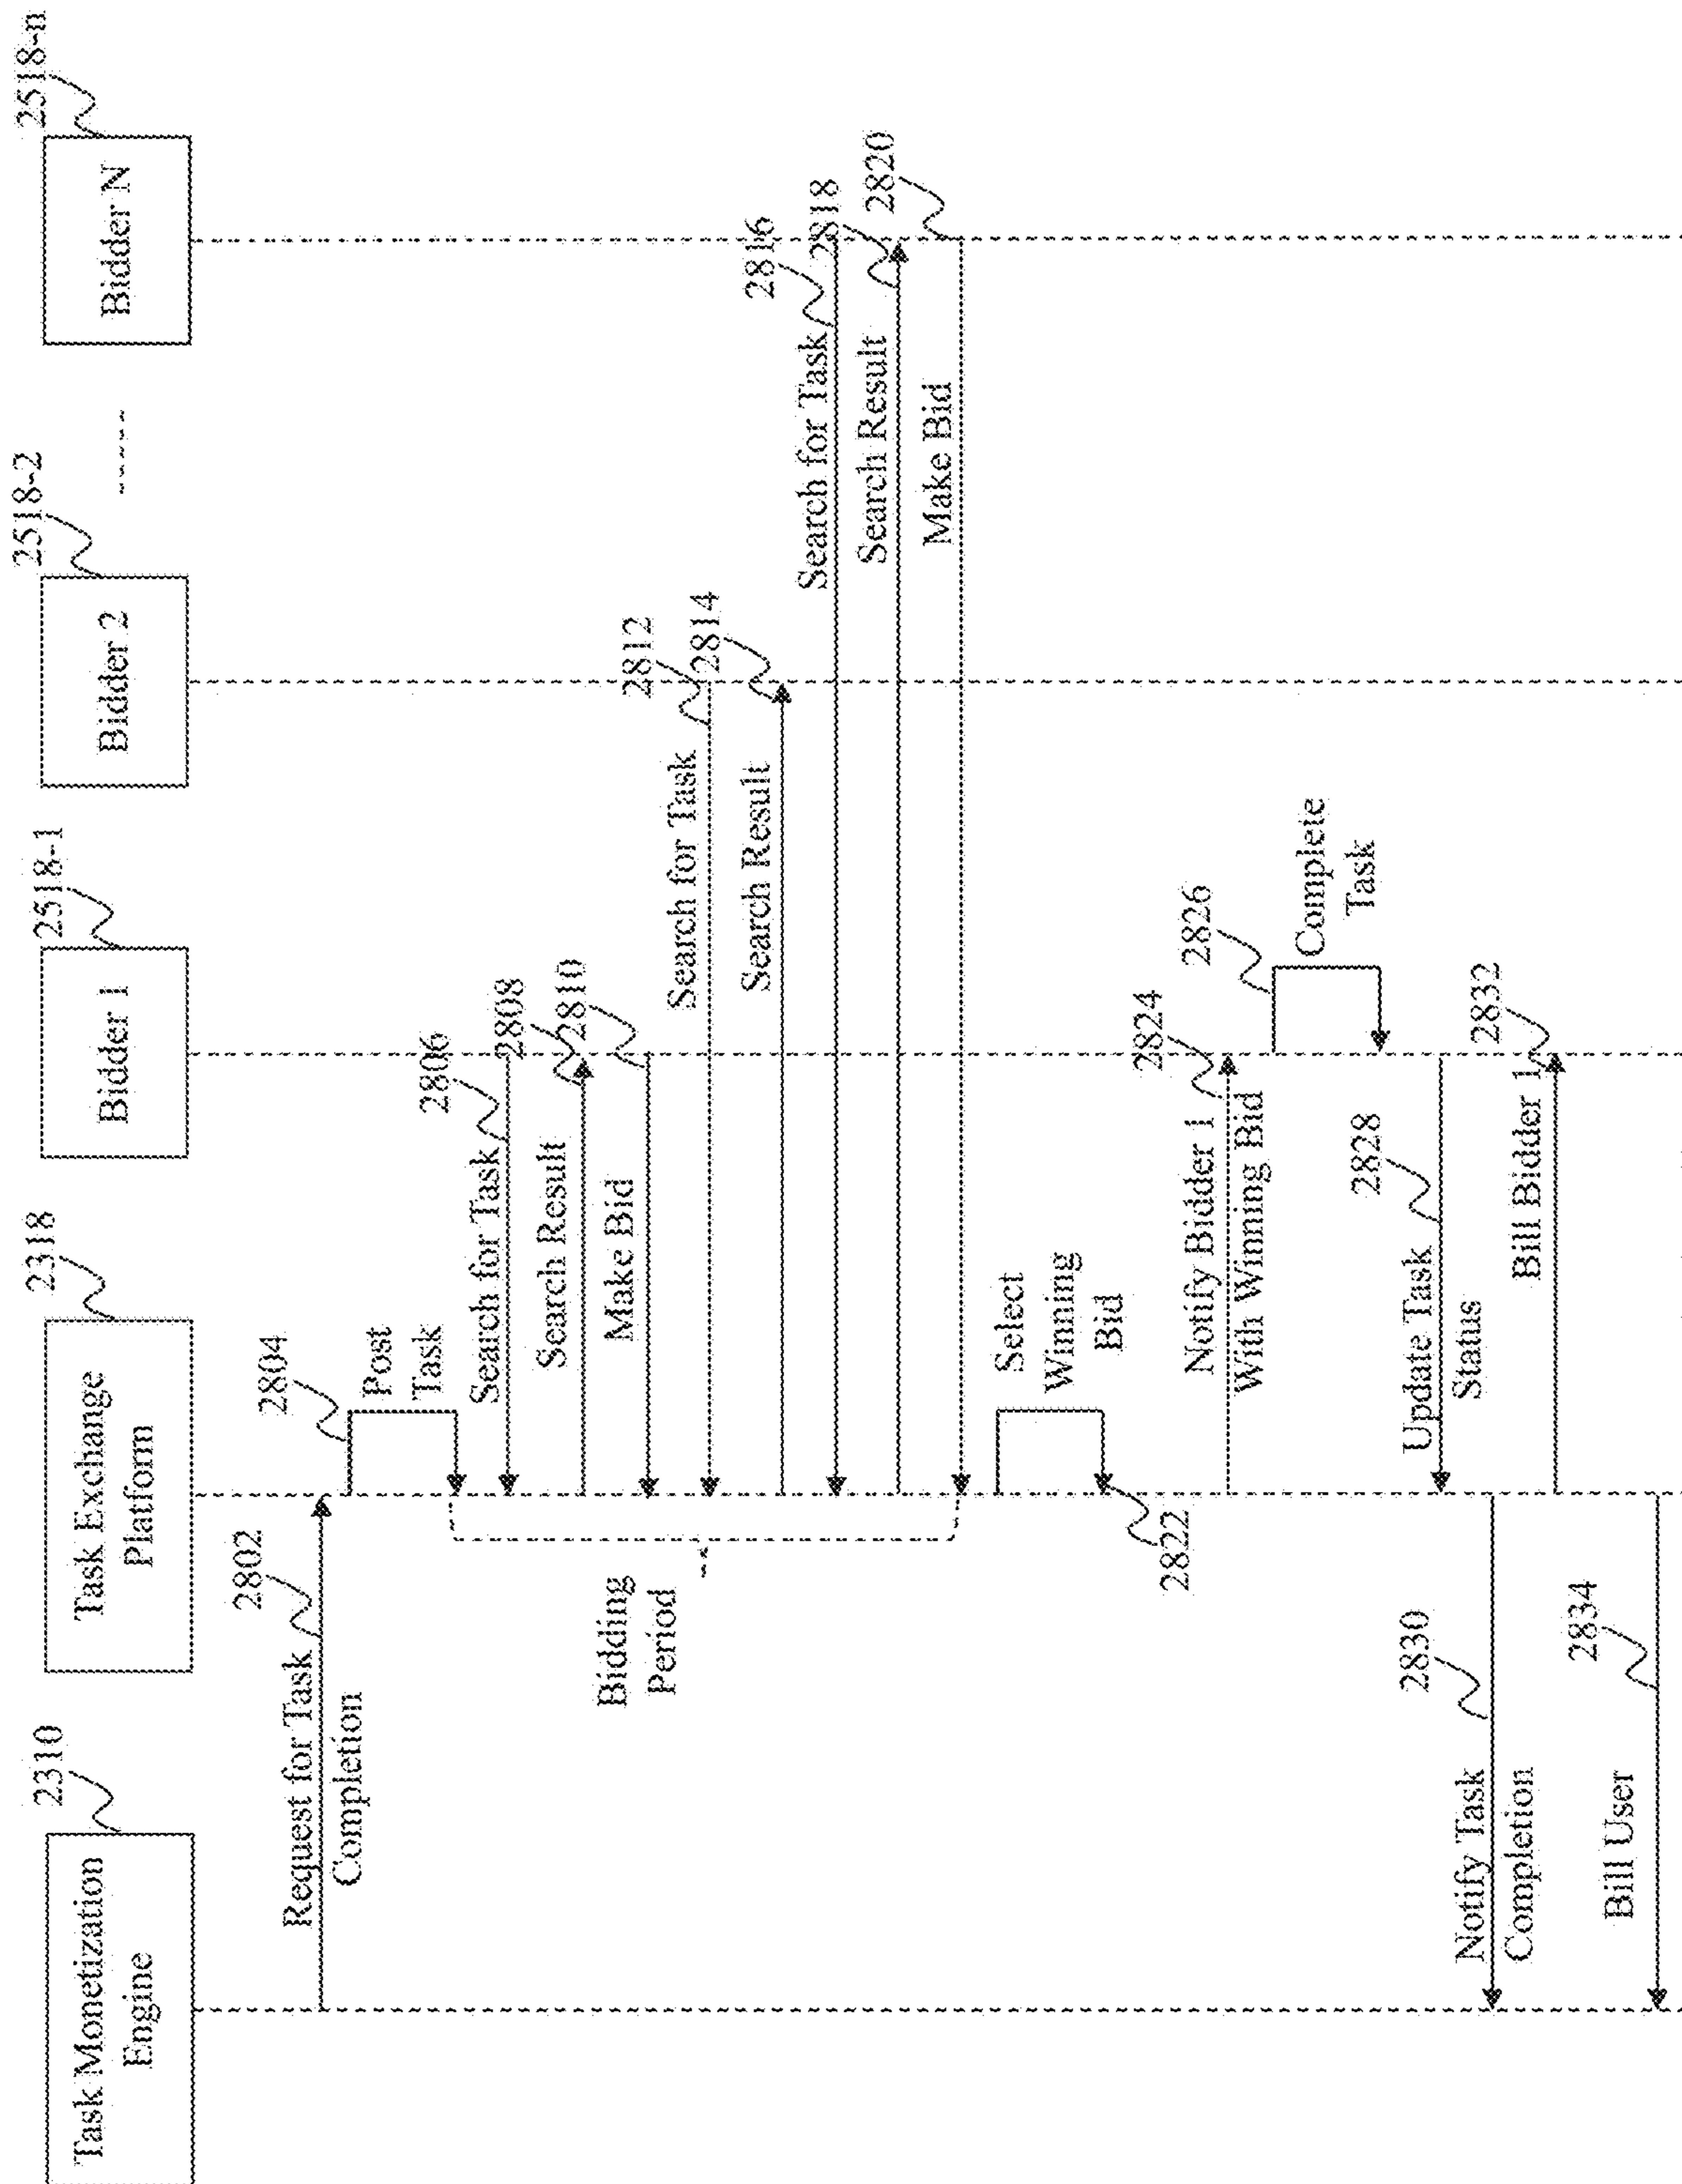 2310
2318
2518-1
2518-2
2518-n
Task Monetization
Engine
Task Exchange
Platform
Bidder 1
Bidder 2
-----
Bidder N
2802
Request for Task
Completion
2804
Post
Task
2806
Search for Task
2808
Search Result
2810
Make Bid
Bidding
Period
2812
Search for Task
2814
Search Result
2816
Search for Task
2818
Search Result
2820
Make Bid
Select
Winning
Bid
2822
2824
Notify Bidder 1
With Winning Bid
2826
Complete
Task
2828
Update Task
Status
2830
Notify Task
Completion
2832
Bill Bidder 1
2834
Bill User